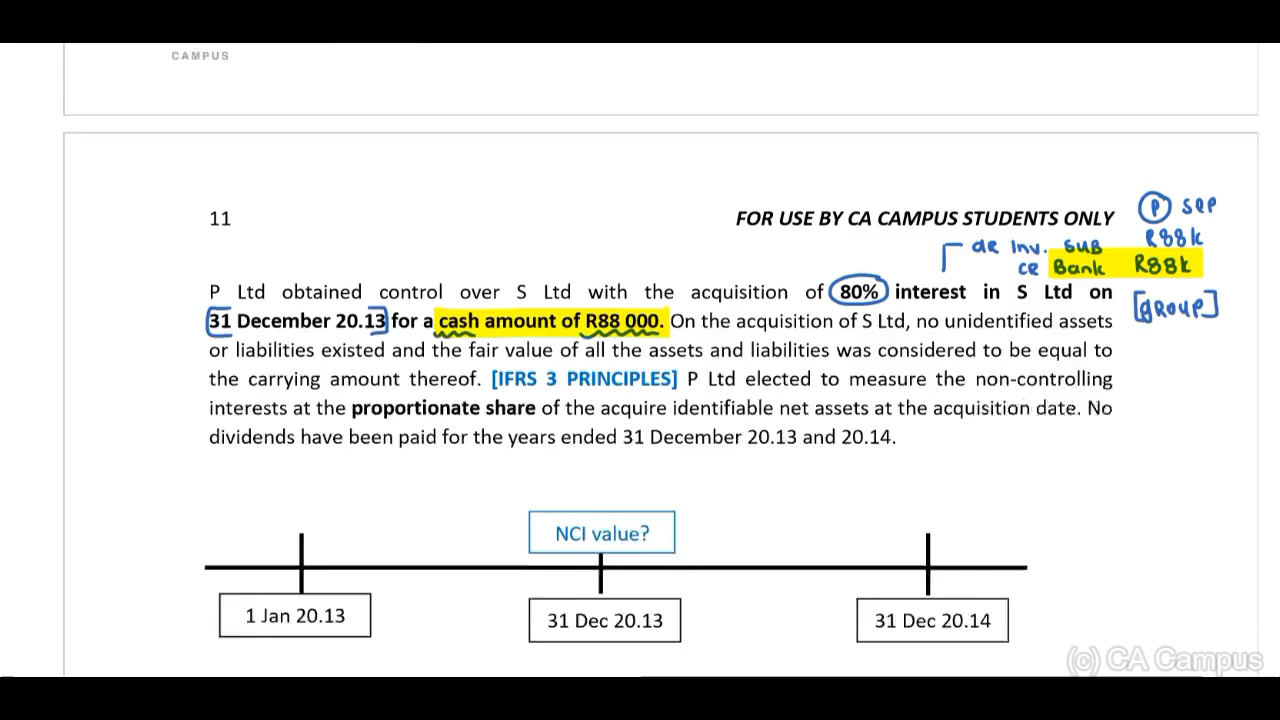 CAMPUS
11
FOR USE BY CA CAMPUS STUDENTS ONLY
P sep
dr Inv. sub R88k
cr Bank R88k
[GROUP]
P Ltd obtained control over S Ltd with the acquisition of 80% interest in S Ltd on
31 December 20.13 for a cash amount of R88 000. On the acquisition of S Ltd, no unidentified assets
or liabilities existed and the fair value of all the assets and liabilities was considered to be equal to
the carrying amount thereof. [IFRS 3 PRINCIPLES] P Ltd elected to measure the non-controlling
interests at the proportionate share of the acquire identifiable net assets at the acquisition date. No
dividends have been paid for the years ended 31 December 20.13 and 20.14.
NCI value?
1 Jan 20.13
31 Dec 20.13
31 Dec 20.14
(c) CA Campus